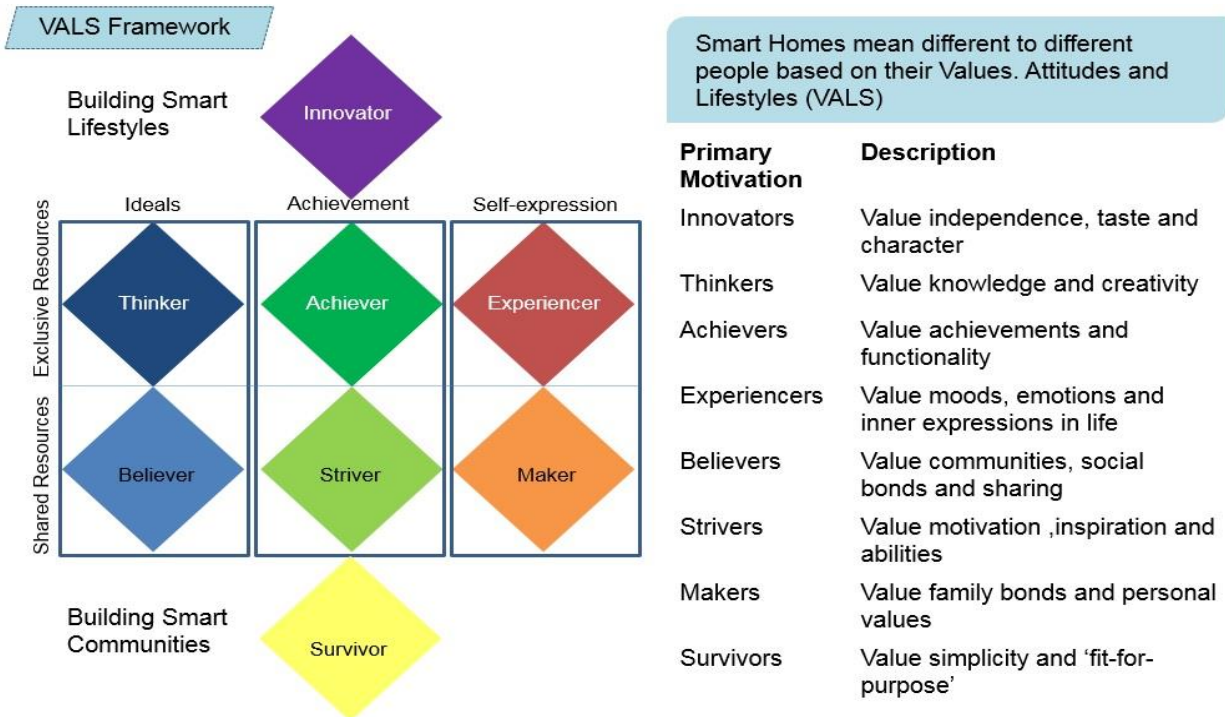 VALS Framework
Building Smart
Lifestyles
Innovator
Ideals
Achievement
Self-expression
Exclusive Resources
Thinker
Achiever
Experiencer
Shared Resources
Believer
Striver
Maker
Building Smart
Communities
Survivor
Smart Homes mean different to different
people based on their Values. Attitudes and
Lifestyles (VALS)
Primary
Motivation
Description
Innovators
Value independence, taste and
character
Thinkers
Value knowledge and creativity
Achievers
Value achievements and
functionality
Experiencers
Value moods, emotions and
inner expressions in life
Believers
Value communities, social
bonds and sharing
Strivers
Value motivation ,inspiration and
abilities
Makers
Value family bonds and personal
values
Survivors
Value simplicity and ‘fit-for-
purpose’